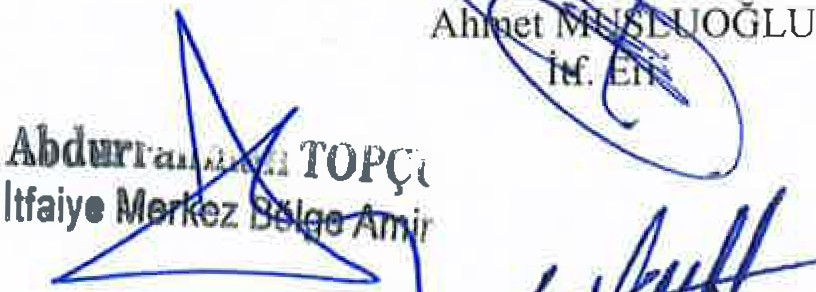 Ahmet MUSLUOĞLU
İtf. Eri
Abdurrahman TOPÇU
İtfaiye Merkez Bölge Amir